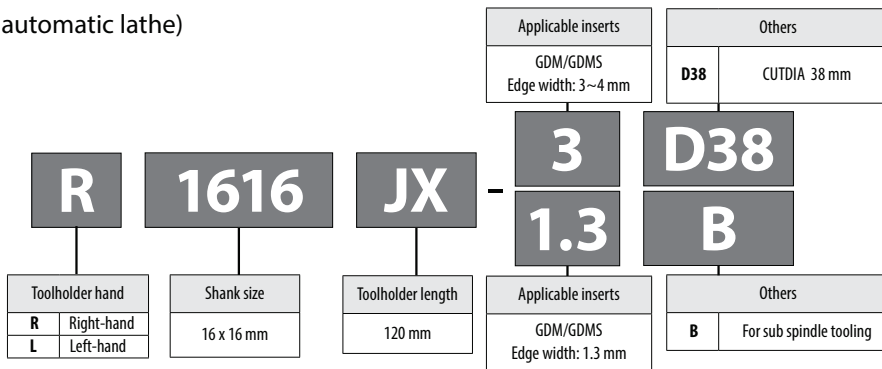 automatic lathe)
Applicable inserts
GDM/GDMS
Edge width: 3~4 mm
Others
D38 CUTDIA 38 mm
R 1616 JX - 3 D38
1.3 B
Toolholder hand
R Right-hand
L Left-hand
Shank size
16 x 16 mm
Toolholder length
120 mm
Applicable inserts
GDM/GDMS
Edge width: 1.3 mm
Others
B For sub spindle tooling